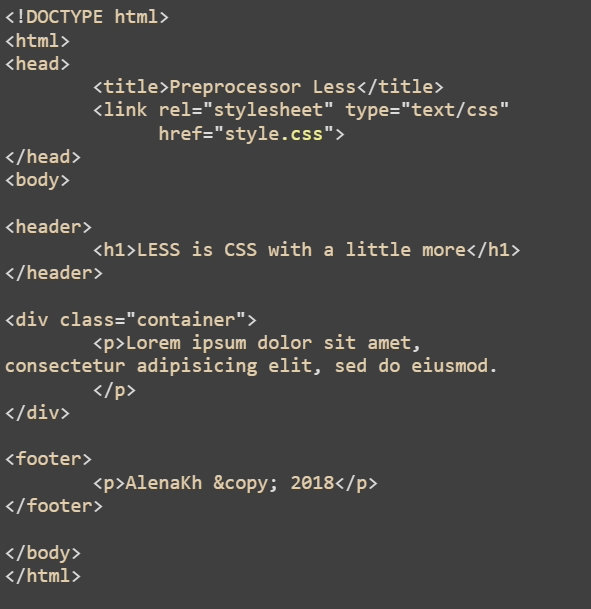 <!DOCTYPE html>
<html>
<head>
<title>Preprocessor Less</title>
<link rel="stylesheet" type="text/css"
href="style.css">
</head>
<body>
<header>
<h1>LESS is CSS with a little more</h1>
</header>
<div class="container">
<p>Lorem ipsum dolor sit amet,
consectetur adipisicing elit, sed do eiusmod.
</p>
</div>
<footer>
<p>AlenaKh &copy; 2018</p>
</footer>
</body>
</html>